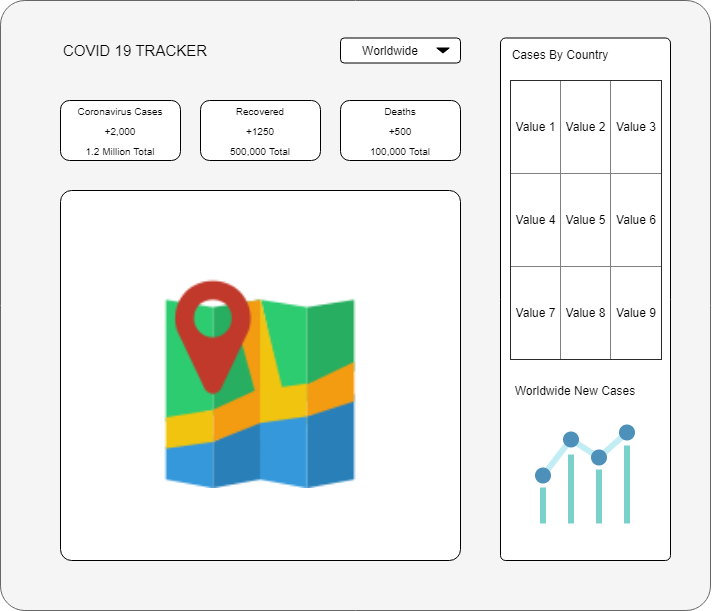 COVID 19 TRACKER
Worldwide
Coronavirus Cases
+2,000
1.2 Million Total
Recovered
+1250
500,000 Total
Deaths
+500
100,000 Total
Cases By Country
Value 1 Value 2 Value 3
Value 4 Value 5 Value 6
Value 7 Value 8 Value 9
Worldwide New Cases